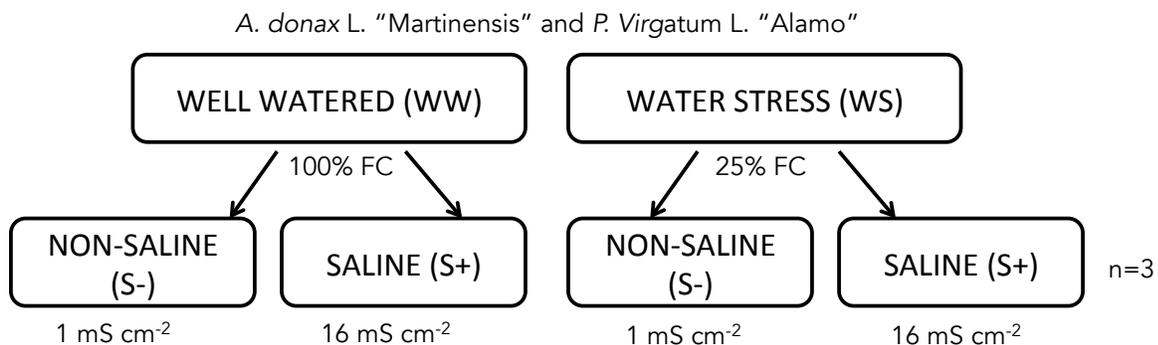 A. donax L. “Martinensis” and P. Virgatum L. “Alamo”
WELL WATERED (WW)
WATER STRESS (WS)
100% FC
25% FC
NON-SALINE
(S-)
SALINE (S+)
NON-SALINE
(S-)
SALINE (S+)
n=3
1 mS cm-2
16 mS cm-2
1 mS cm-2
16 mS cm-2